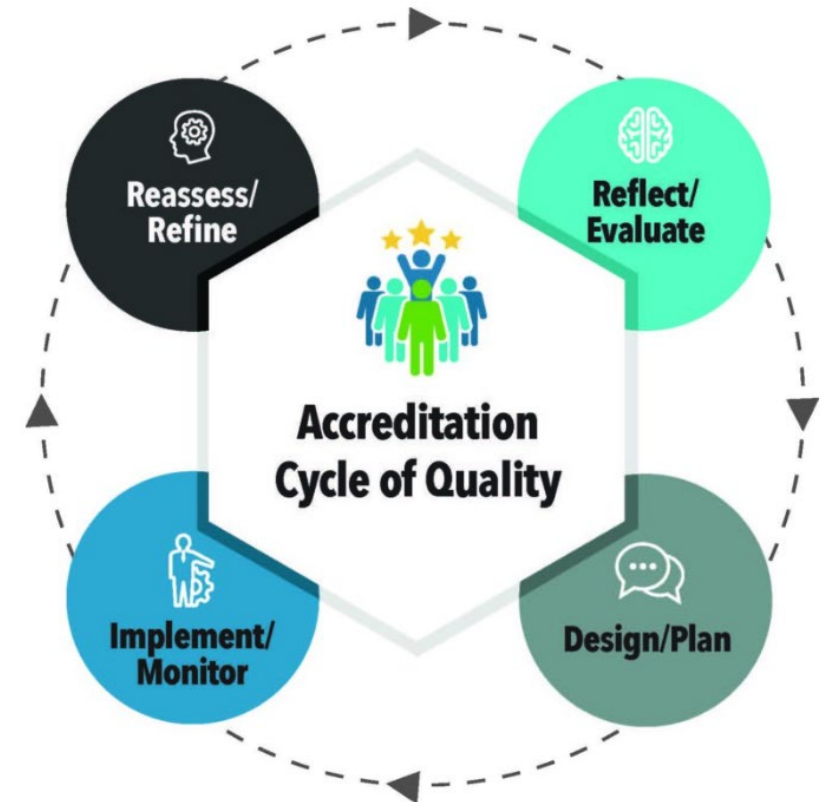 Reassess/
Refine
Reflect/
Evaluate
Accreditation
Cycle of Quality
Implement/
Monitor
Design/Plan